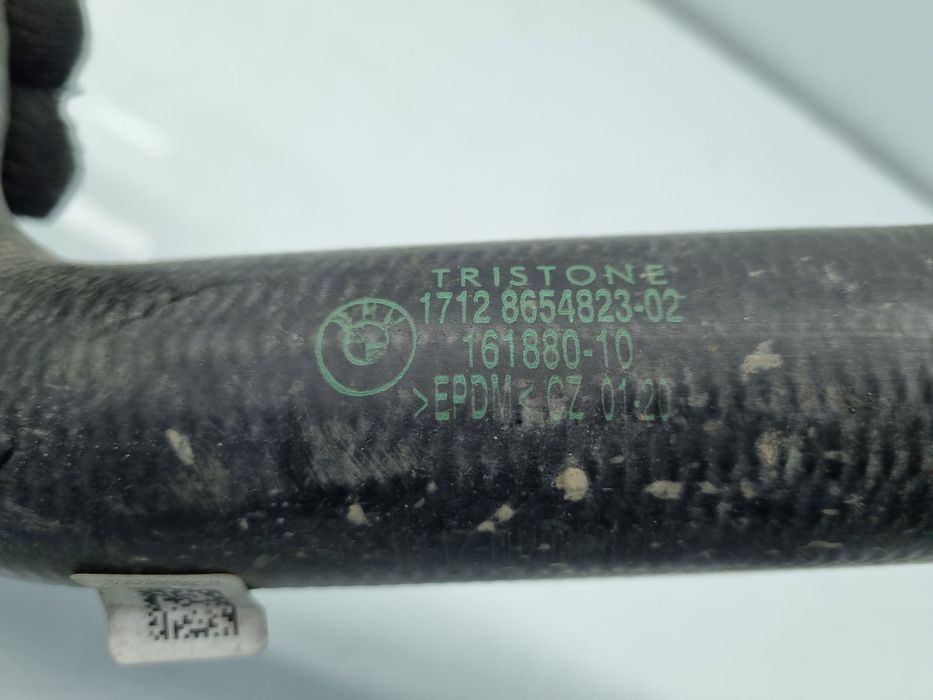 TRISTONE
1712 8654823-02
161880-10
>EPDM< CZ 01-20